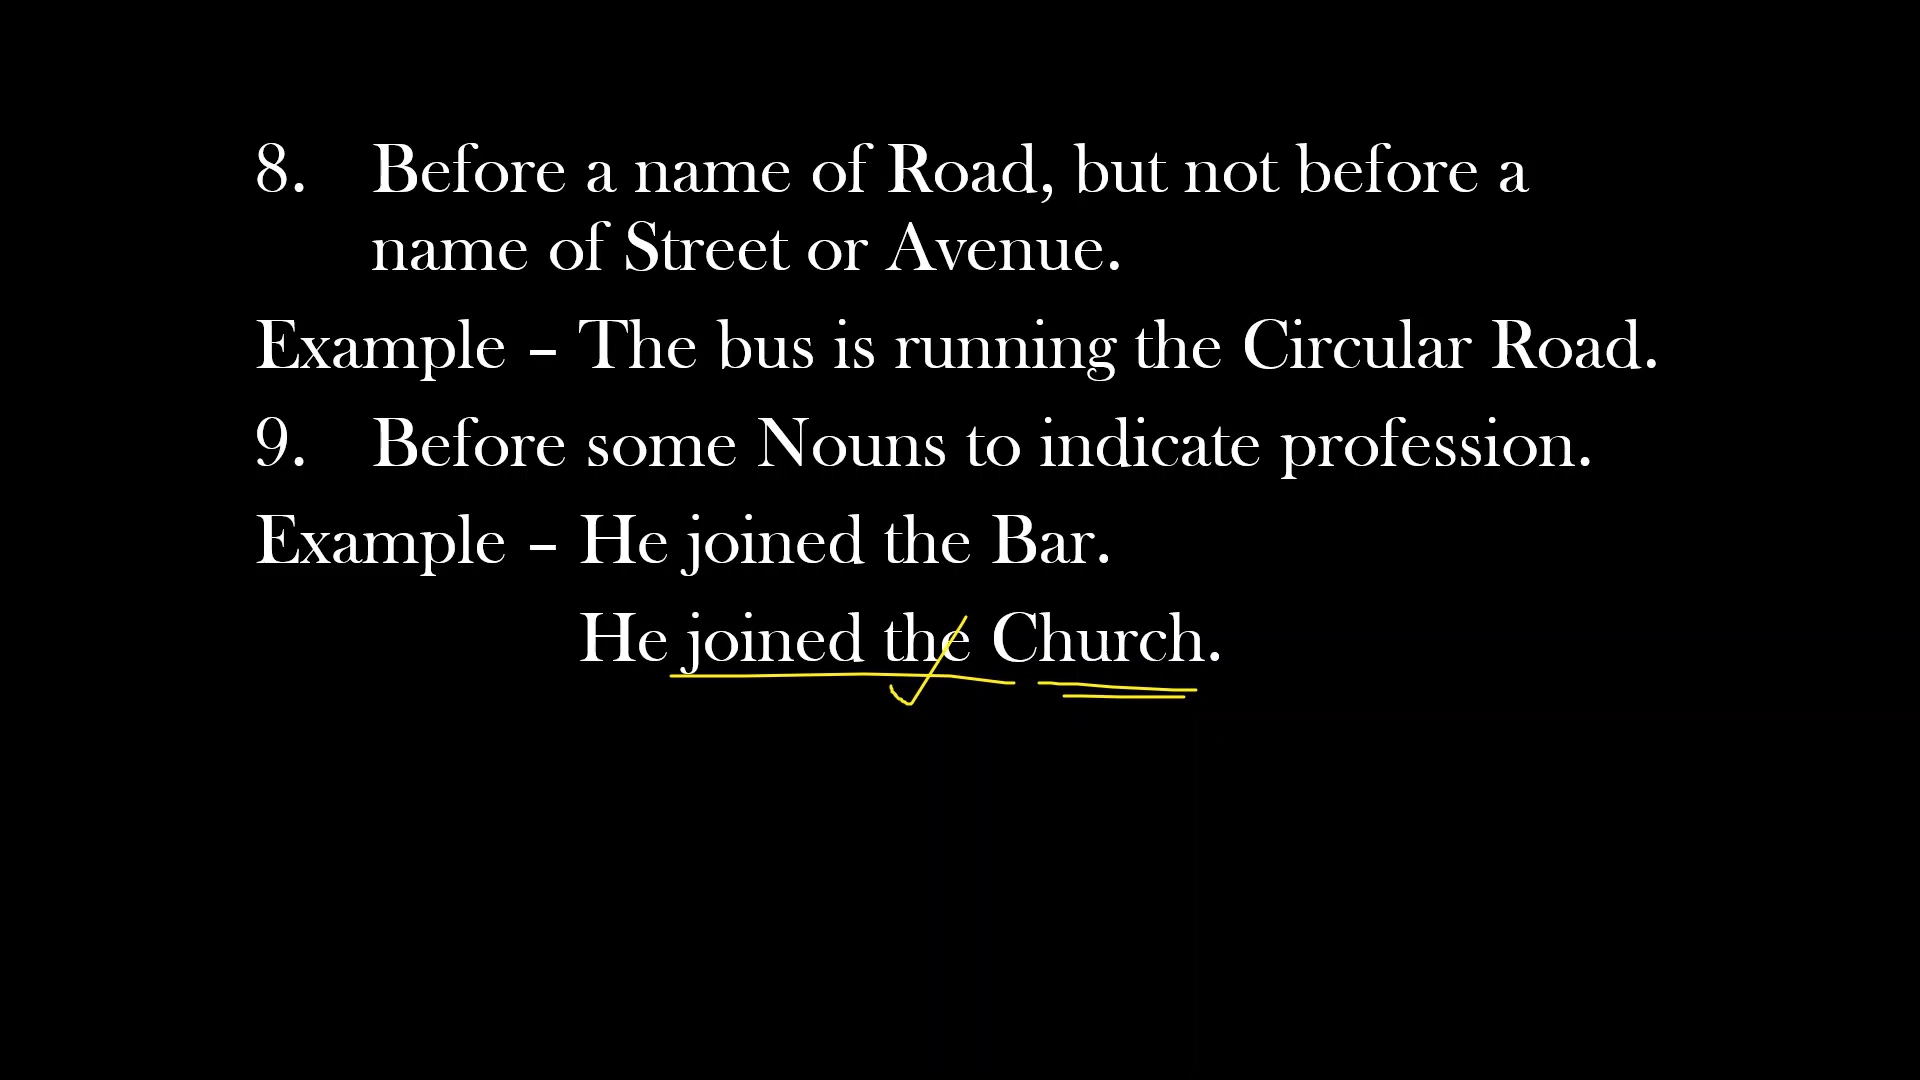 8. Before a name of Road, but not before a
name of Street or Avenue.
Example – The bus is running the Circular Road.
9. Before some Nouns to indicate profession.
Example – He joined the Bar.
He joined the Church.